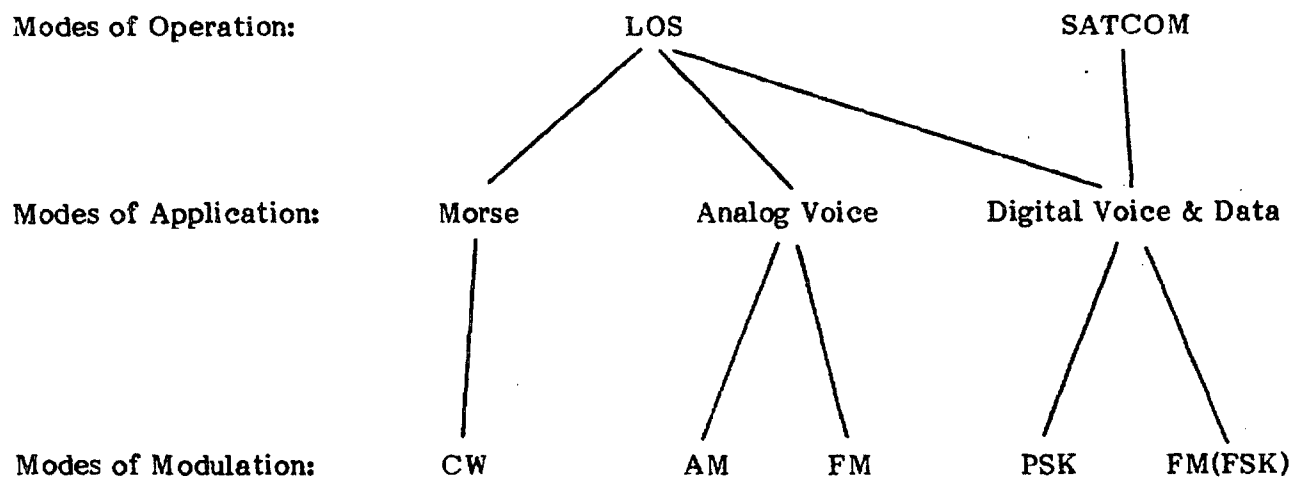 Modes of Operation: LOS SATCOM
Modes of Application: Morse Analog Voice Digital Voice & Data
Modes of Modulation: CW AM FM PSK FM(FSK)